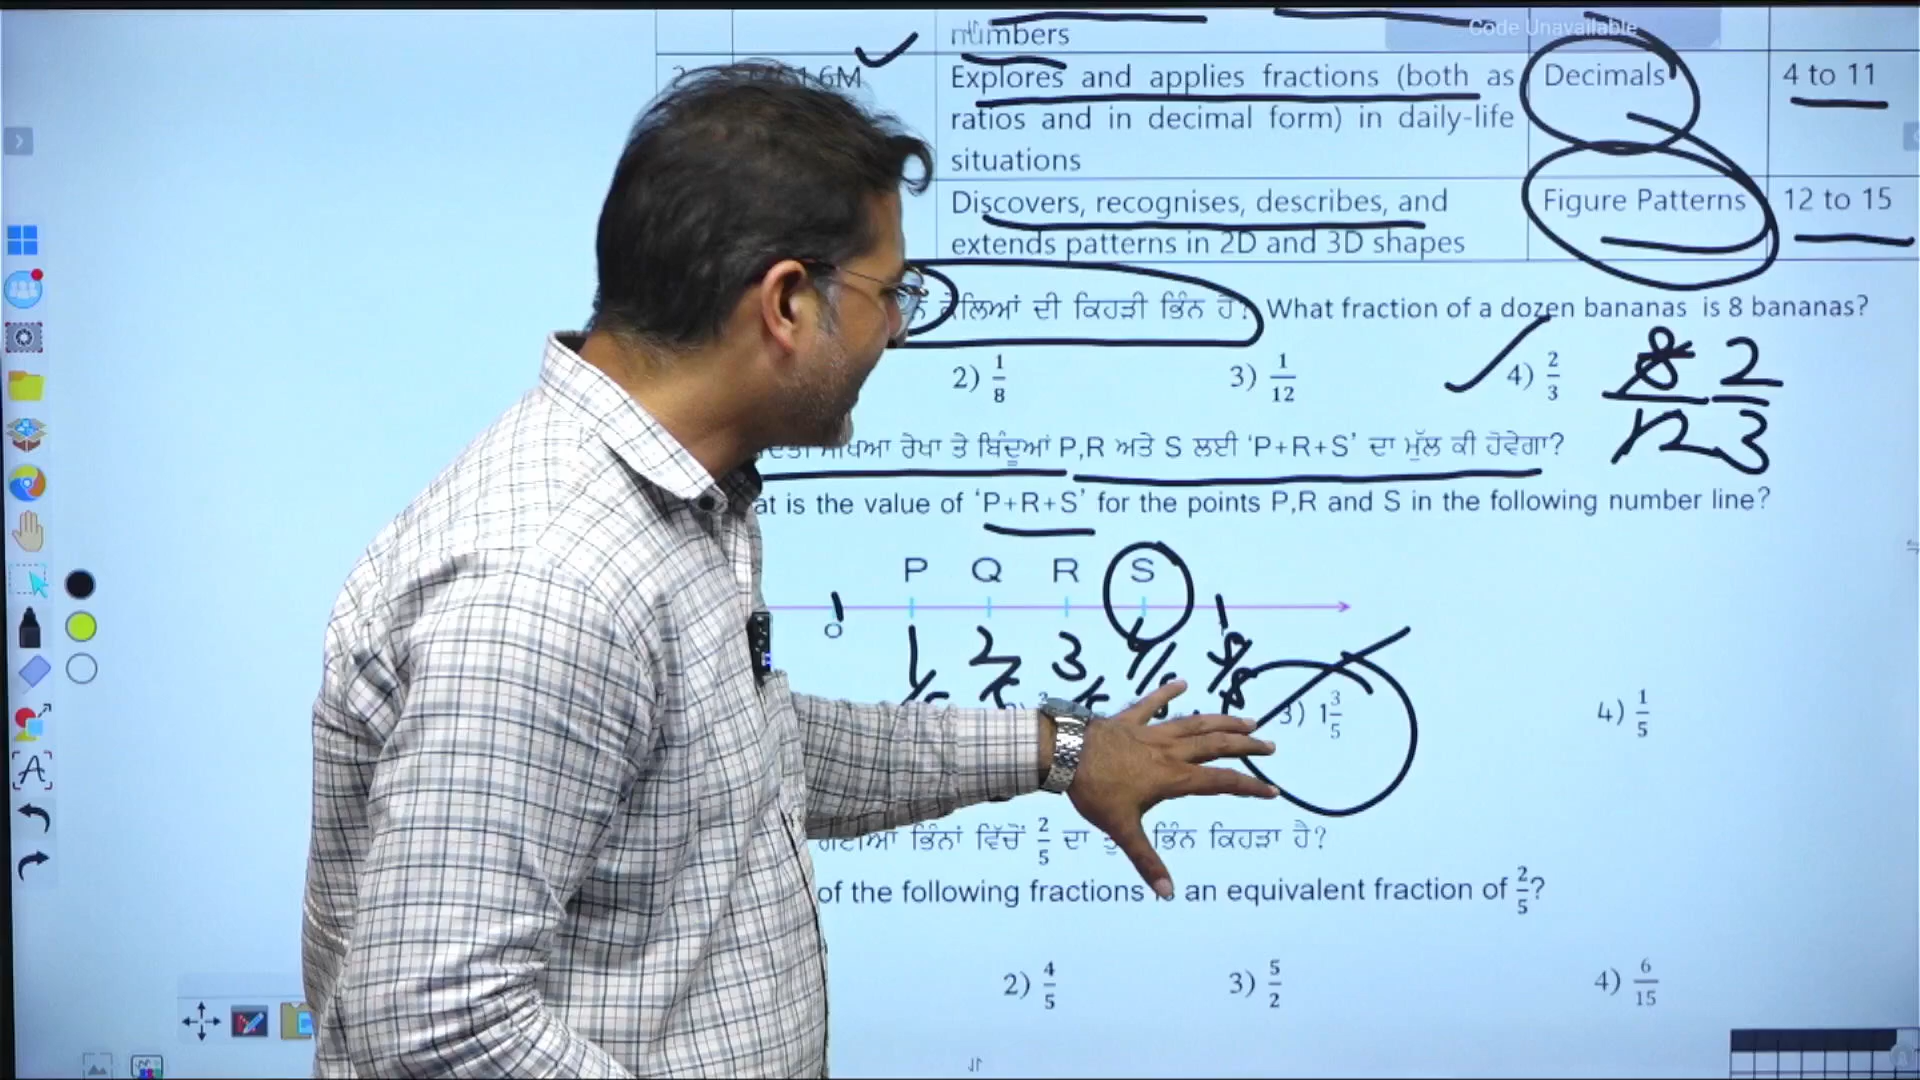 Code Unavailable
numbers
1.6M Explores and applies fractions (both as Decimals 4 to 11
ratios and in decimal form) in daily-life
situations
Discovers, recognises, describes, and Figure Patterns 12 to 15
extends patterns in 2D and 3D shapes
ਕੇਲਿਆਂ ਦੀ ਕਿਹੜੀ ਭਿੰਨ ਹੈ? What fraction of a dozen bananas is 8 bananas?
2) 1/8 3) 1/12 4) 2/3 8/12 2/3
ਰੇਖਾ ਤੇ ਬਿੰਦੂਆਂ P,R ਅਤੇ S ਲਈ ‘P+R+S’ ਦਾ ਮੁੱਲ ਕੀ ਹੋਵੇਗਾ?
at is the value of ‘P+R+S’ for the points P,R and S in the following number line?
P Q R S
0 1
3) 1 3/5 4) 1/5
ਭਿੰਨਾਂ ਵਿੱਚੋਂ 2/5 ਦਾ ਭਿੰਨ ਕਿਹੜਾ ਹੈ?
of the following fractions is an equivalent fraction of 2/5?
2) 4/5 3) 5/2 4) 6/15